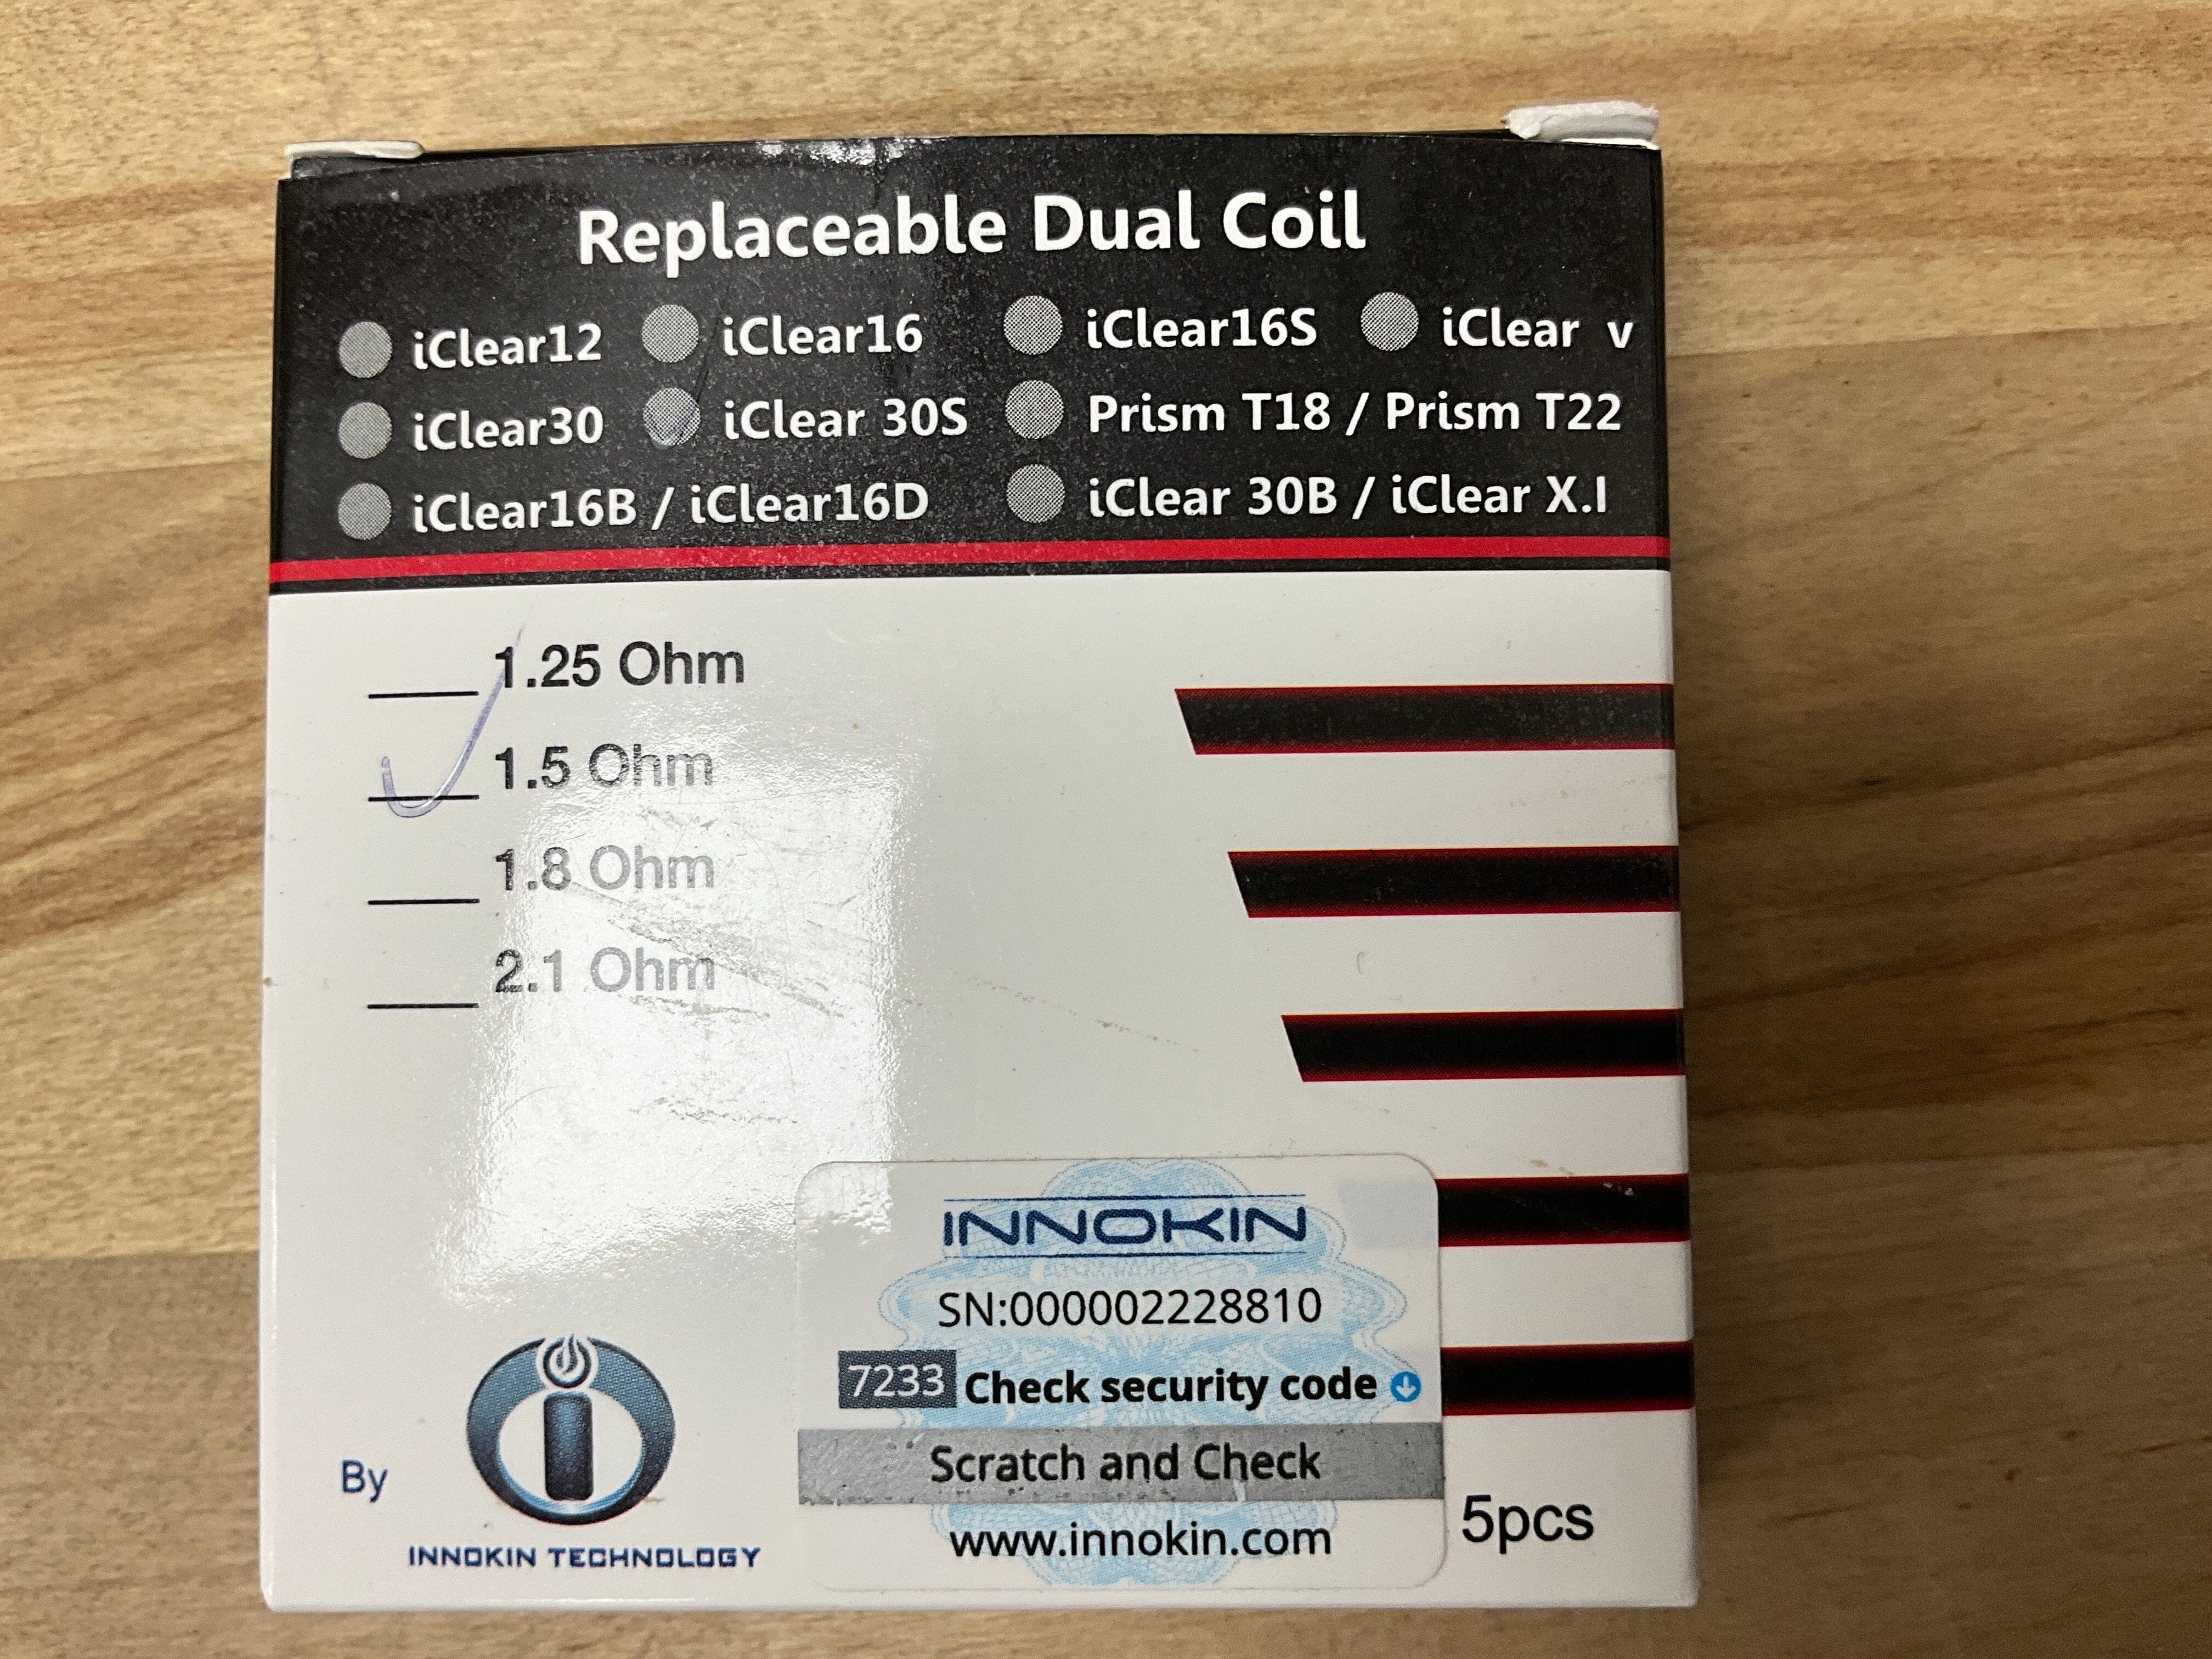 Replaceable Dual Coil
iClear12 iClear16 iClear16S iClear v
iClear30 iClear 30S Prism T18 / Prism T22
iClear16B / iClear16D iClear 30B / iClear X.I
1.25 Ohm
1.5 Ohm
1.8 Ohm
2.1 Ohm
INNOKIN
SN:000002228810
7233 Check security code
Scratch and Check
www.innokin.com
By
INNOKIN TECHNOLOGY
5pcs